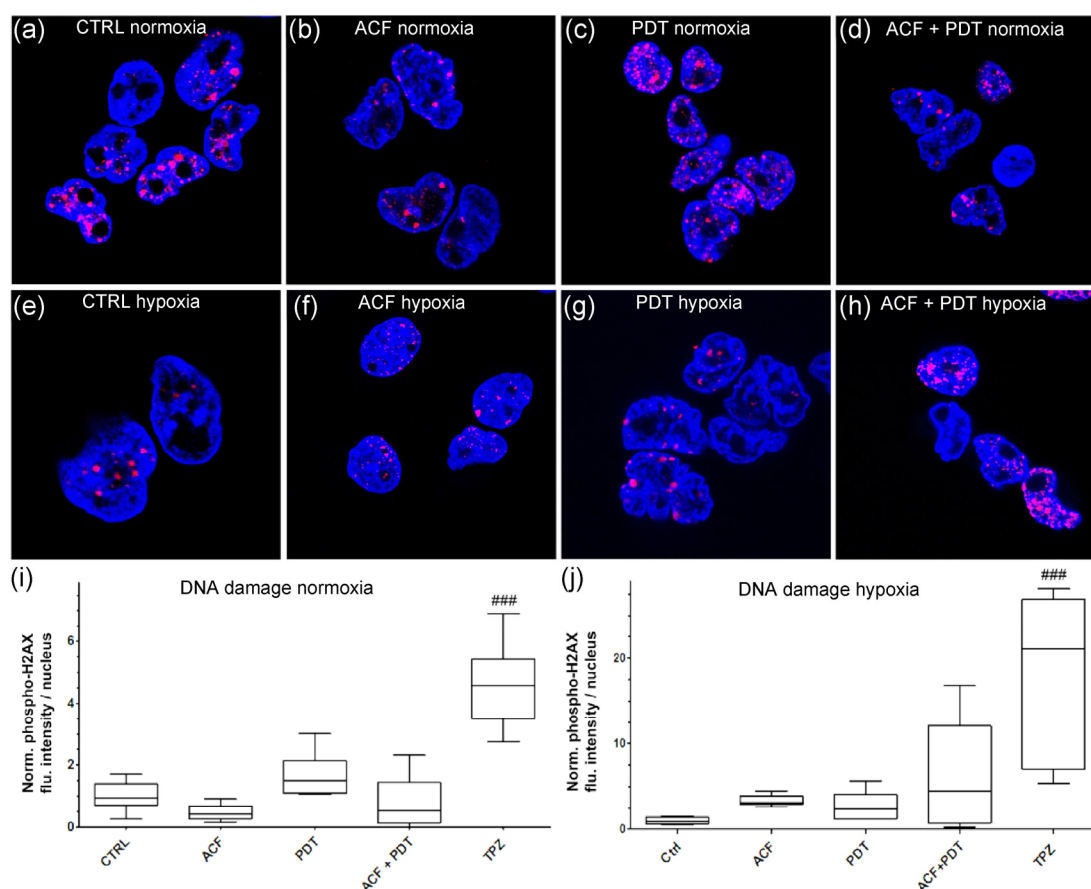 (a) CTRL normoxia
(b) ACF normoxia
(c) PDT normoxia
(d) ACF + PDT normoxia
(e) CTRL hypoxia
(f) ACF hypoxia
(g) PDT hypoxia
(h) ACF + PDT hypoxia
(i) DNA damage normoxia
###
Norm. phospho-H2AX
flu. intensity / nucleus
6
4
2
0
CTRL
ACF
PDT
ACF + PDT
TPZ
(j) DNA damage hypoxia
###
Norm. phospho-H2AX
flu. intensity / nucleus
20
10
0
Ctrl
ACF
PDT
ACF+PDT
TPZ